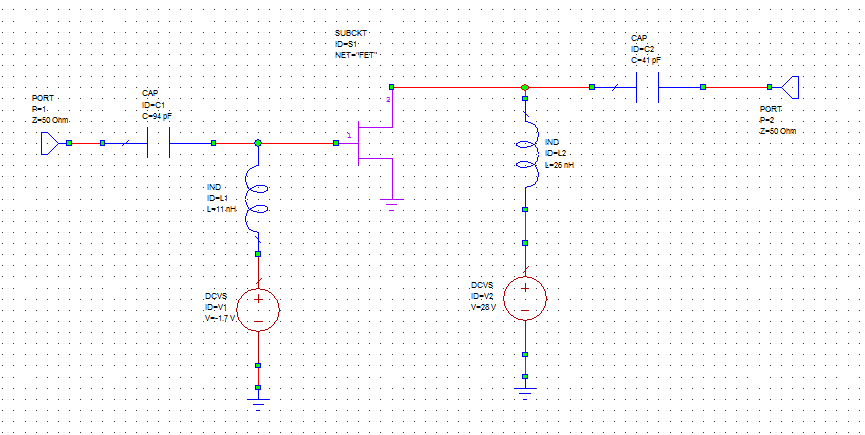 SUBCKT
ID=S1
NET="FET"
CAP
ID=C2
C=41 pF
PORT
P=1
Z=50 Ohm
CAP
ID=C1
C=94 pF
2
1
PORT
P=2
Z=50 Ohm
IND
ID=L2
L=25 nH
IND
ID=L1
L=11 nH
DCVS
ID=V1
V=-1.7 V
DCVS
ID=V2
V=28 V